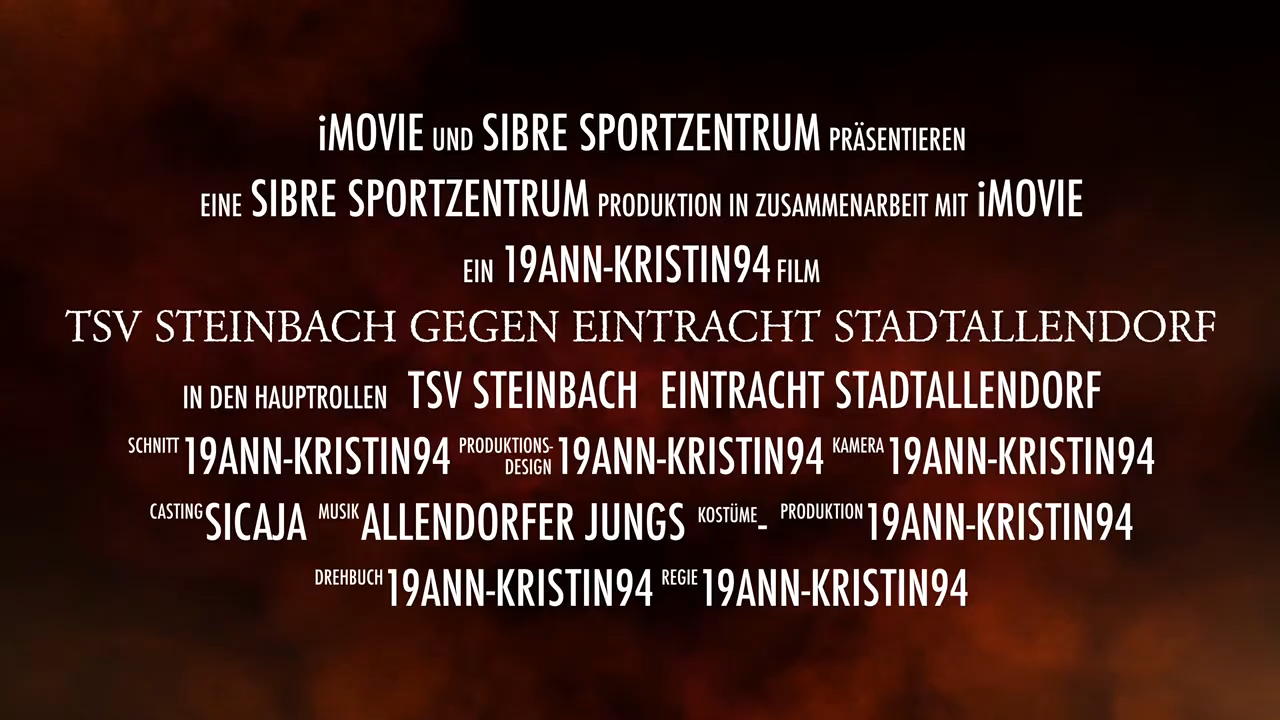 iMOVIE UND SIBRE SPORTZENTRUM PRÄSENTIEREN
EINE SIBRE SPORTZENTRUM PRODUKTION IN ZUSAMMENARBEIT MIT iMOVIE
EIN 19ANN-KRISTIN94 FILM
TSV STEINBACH GEGEN EINTRACHT STADTALLENDORF
IN DEN HAUPTROLLEN TSV STEINBACH EINTRACHT STADTALLENDORF
SCHNITT 19ANN-KRISTIN94 PRODUKTIONS-DESIGN 19ANN-KRISTIN94 KAMERA 19ANN-KRISTIN94
CASTING SICAJA MUSIK ALLENDORFER JUNGS KOSTÜME - PRODUKTION 19ANN-KRISTIN94
DREHBUCH 19ANN-KRISTIN94 REGIE 19ANN-KRISTIN94